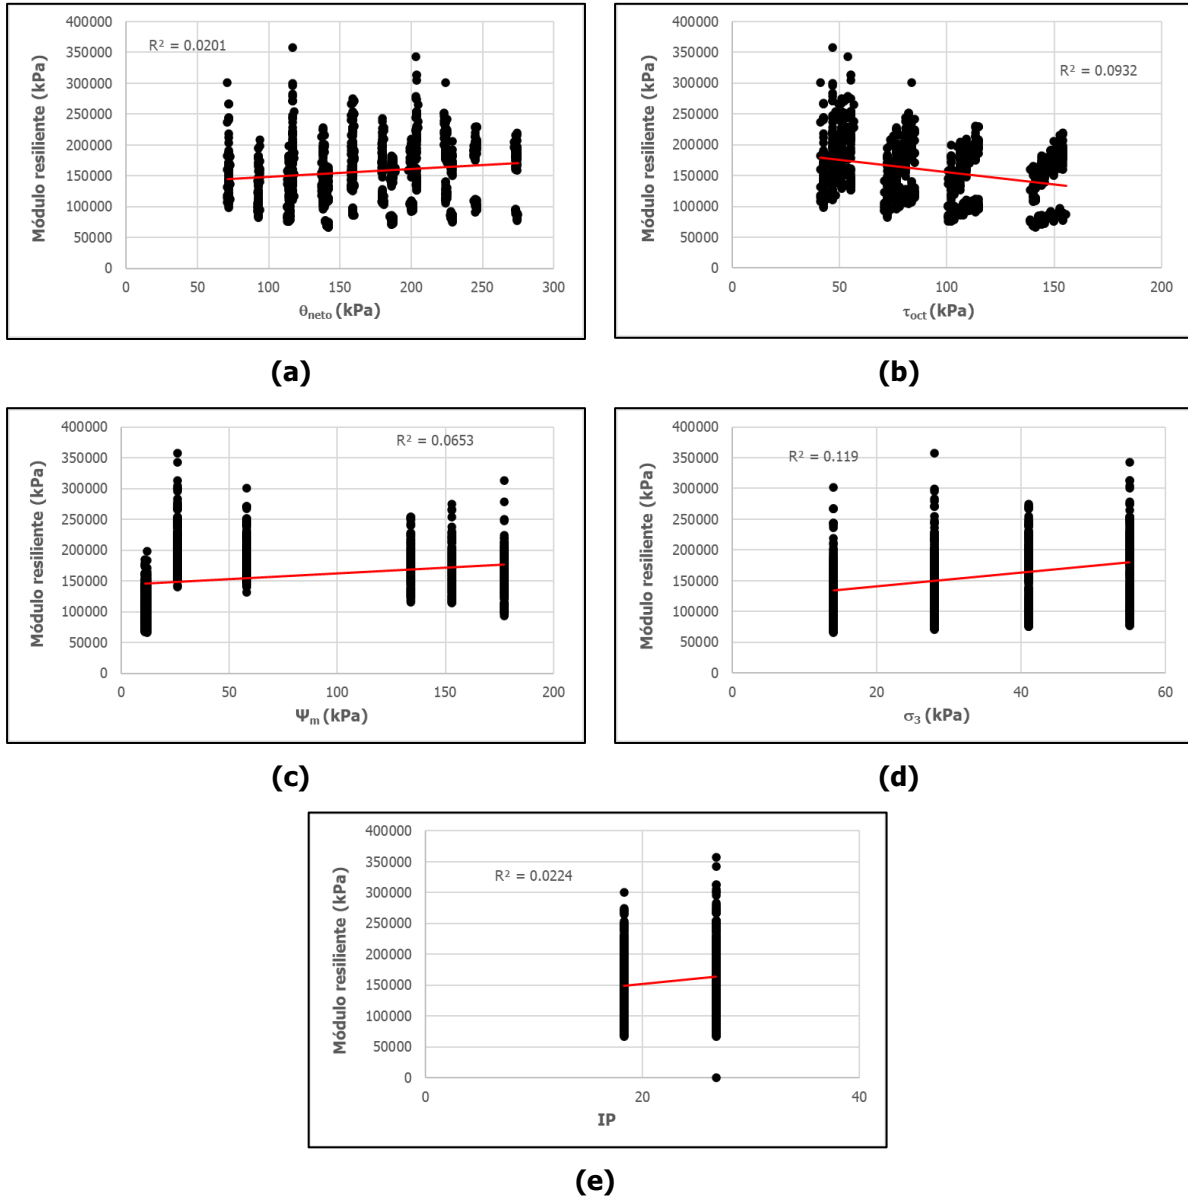 400000
350000
300000
250000
200000
150000
100000
50000
0
Módulo resiliente (kPa)
R² = 0.0201
0 50 100 150 200 250 300
θneto (kPa)
(a)
400000
350000
300000
250000
200000
150000
100000
50000
0
Módulo resiliente (kPa)
R² = 0.0932
0 50 100 150 200
τoct (kPa)
(b)
400000
350000
300000
250000
200000
150000
100000
50000
0
Módulo resiliente (kPa)
R² = 0.0653
0 50 100 150 200
Ψm (kPa)
(c)
400000
350000
300000
250000
200000
150000
100000
50000
0
Módulo resiliente (kPa)
R² = 0.119
0 20 40 60
σ3 (kPa)
(d)
400000
350000
300000
250000
200000
150000
100000
50000
0
Módulo resiliente (kPa)
R² = 0.0224
0 20 40
IP
(e)